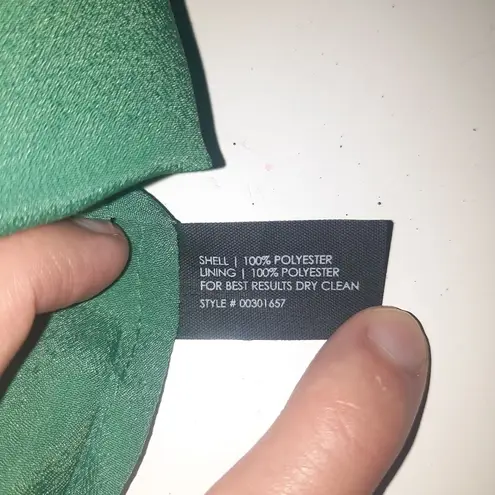 SHELL | 100% POLYESTER
LINING | 100% POLYESTER
FOR BEST RESULTS DRY CLEAN
STYLE # 00301657